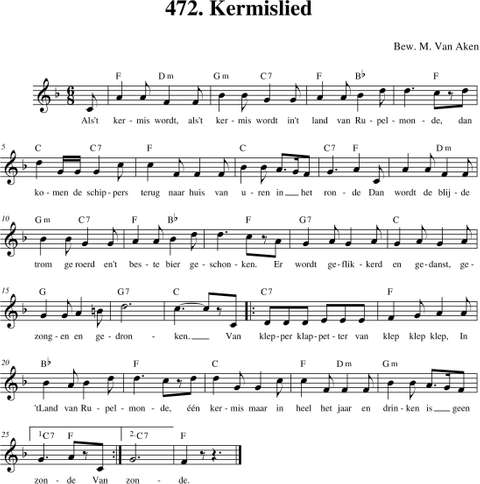 472. Kermislied
Bew. M. Van Aken
F Dm Gm C7 F B♭ F
Als't ker - mis wordt, als't ker - mis wordt in't land van Ru - pel - mon - de, dan
5 C C7 F C C7 F Dm
ko - men de schip - pers terug naar huis van u - ren in het ron - de Dan wordt de blij - de
10 Gm C7 F B♭ F G7 C
trom ge roerd en't bes - te bier ge - schon - ken. Er wordt ge - flik - kerd en ge - danst, ge -
15 G G7 C C7 F
zong - en en ge - dron - ken. Van klep - per klap - pet - ter van klep klep klep, In
20 B♭ F C F Dm Gm
'tLand van Ru - pel - mon - de, één ker - mis maar in heel het jaar en drin - ken is geen
25 1. C7 F 2. C7 F
zon - de Van zon - de.